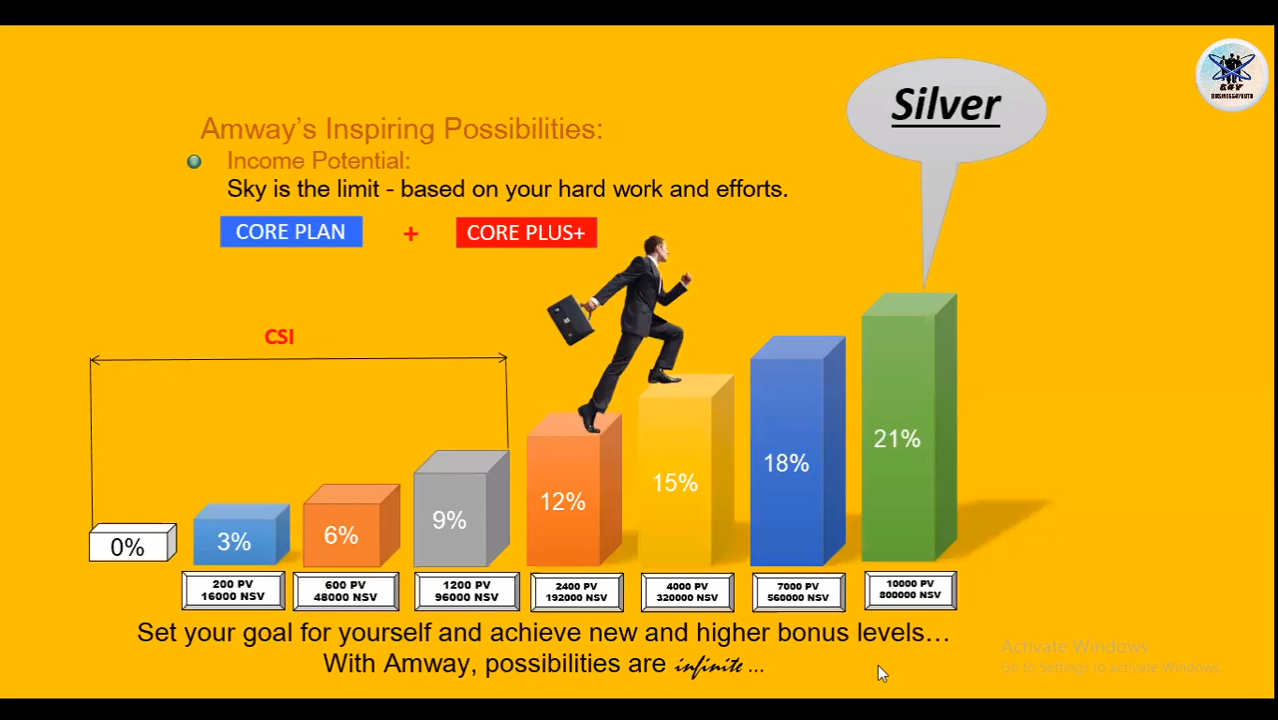 Silver
Amway's Inspiring Possibilities:
Income Potential:
Sky is the limit - based on your hard work and efforts.
CORE PLAN + CORE PLUS+
CSI
0%
3%
6%
9%
12%
15%
18%
21%
200 PV
16000 NSV
600 PV
48000 NSV
1200 PV
96000 NSV
2400 PV
192000 NSV
4000 PV
320000 NSV
7000 PV
560000 NSV
10000 PV
800000 NSV
Set your goal for yourself and achieve new and higher bonus levels…
With Amway, possibilities are infinite ...
Activate Windows
Go to Settings to activate Windows.